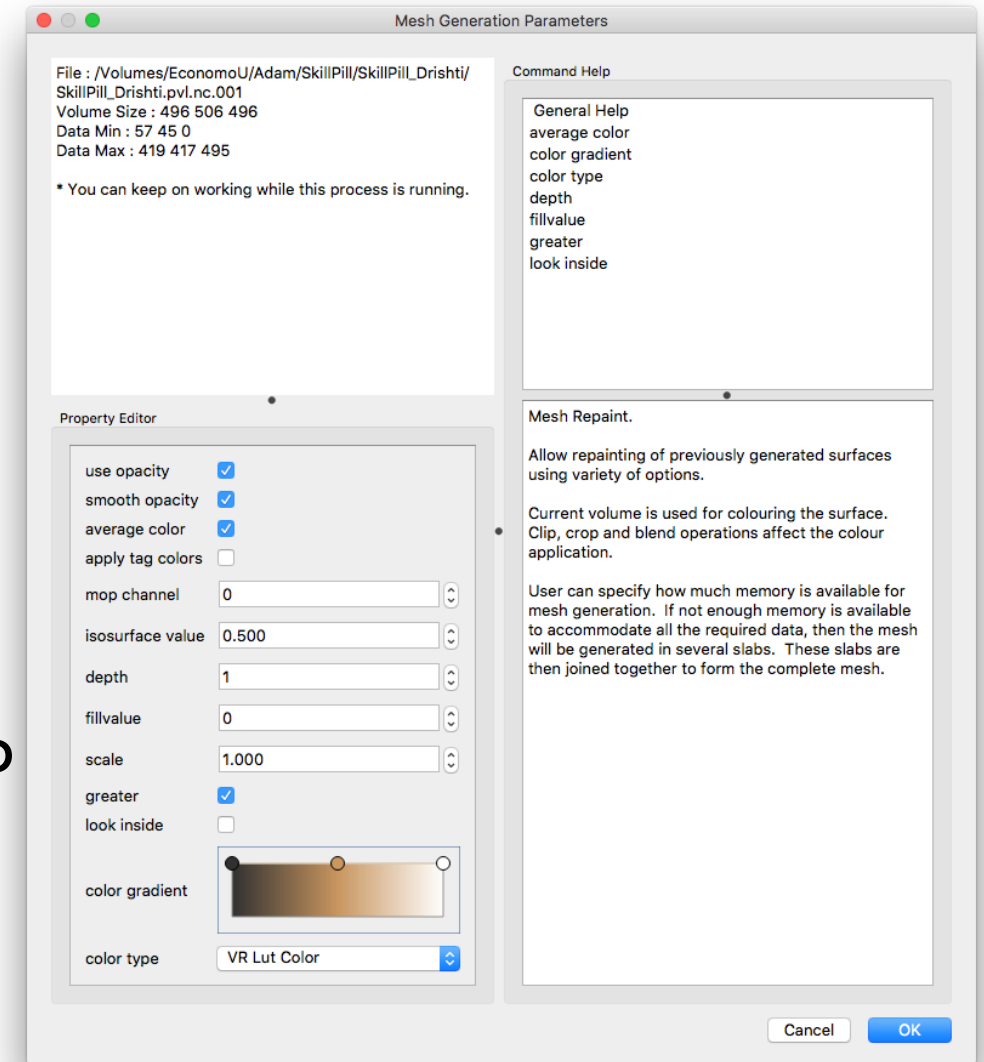 Mesh Generation Parameters
File : /Volumes/EconomoU/Adam/SkillPill/SkillPill_Drishti/
SkillPill_Drishti.pvl.nc.001
Volume Size : 496 506 496
Data Min : 57 45 0
Data Max : 419 417 495
* You can keep on working while this process is running.
Command Help
General Help
average color
color gradient
color type
depth
fillvalue
greater
look inside
Property Editor
use opacity
smooth opacity
average color
apply tag colors
mop channel 0
isosurface value 0.500
depth 1
fillvalue 0
scale 1.000
greater
look inside
color gradient
color type VR Lut Color
Mesh Repaint.
Allow repainting of previously generated surfaces
using variety of options.
Current volume is used for colouring the surface.
Clip, crop and blend operations affect the colour
application.
User can specify how much memory is available for
mesh generation.  If not enough memory is available
to accommodate all the required data, then the mesh
will be generated in several slabs.  These slabs are
then joined together to form the complete mesh.
Cancel OK